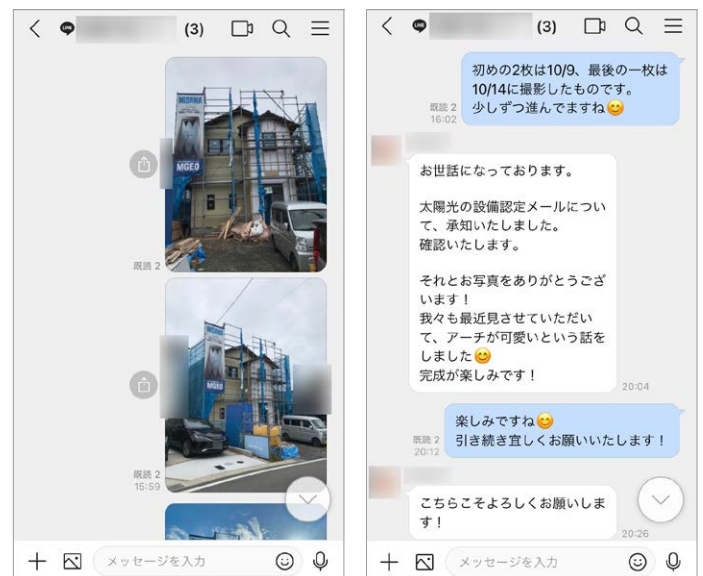 LINE
(3)
MISAWA
MGEO
既読 2
MISAWA
MGEO
既読 2
15:59
メッセージを入力
LINE
(3)
初めの2枚は10/9、最後の一枚は
10/14に撮影したものです。
少しずつ進んでますね😊
既読 2
16:02
お世話になっております。
太陽光の設備認定メールについ
て、承知いたしました。
確認いたします。
それとお写真をありがとうござ
います！
我々も最近見させていただい
て、アーチが可愛いという話を
しました😊
完成が楽しみです！
20:04
楽しみですね😊
引き続き宜しくお願いいたします！
既読 2
20:12
こちらこそよろしくお願いしま
す！
20:26
メッセージを入力